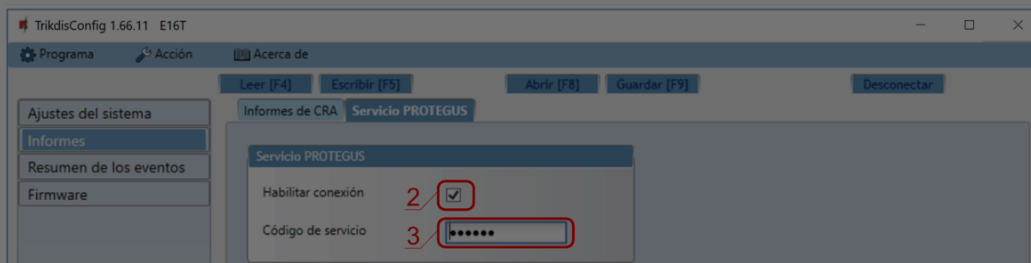 TrikdisConfig 1.66.11 E16T
Programa Acción Acerca de
Leer [F4] Escribir [F5] Abrir [F8] Guardar [F9] Desconectar
Ajustes del sistema
Informes
Resumen de los eventos
Firmware
Informes de CRA Servicio PROTEGUS
Servicio PROTEGUS
Habilitar conexión 2
Código de servicio 3 ••••••